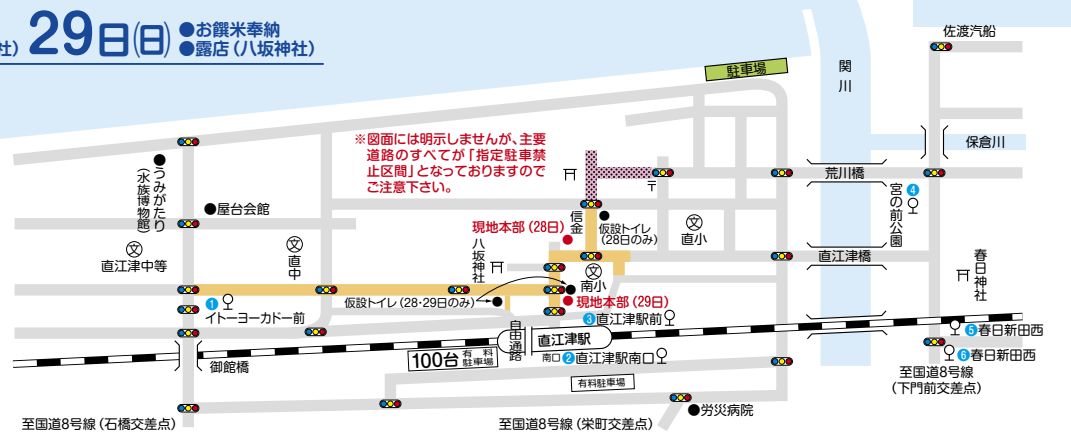 社) 29日(日) ●お饌米奉納
●露店(八坂神社)
佐渡汽船
駐車場
関川
保倉川
※図面には明示しませんが、主要
道路のすべてが「指定駐車禁
止区間」となっておりますので
ご注意下さい。
●うみがたり
(水族博物館)
●屋台会館
荒川橋
〒
④
宮の前公園
信金
現地本部(28日)
仮設トイレ
(28日のみ)
文
直小
文
直江津中等
文
直中
八坂神社
直江津橋
春日神社
文
南小
仮設トイレ(28・29日のみ)
現地本部(29日)
①
イトーヨーカドー前
③直江津駅前
自由通路
直江津駅
⑤春日新田西
御館橋
100台 有料
駐車場
南口
②直江津駅南口
⑥春日新田西
有料駐車場
至国道8号線
(下門前交差点)
至国道8号線(石橋交差点)
至国道8号線(栄町交差点)
●労災病院